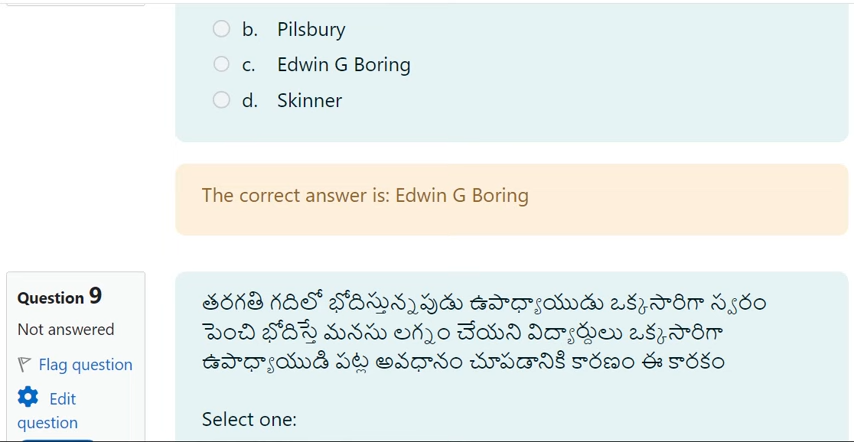 b. Pilsbury
c. Edwin G Boring
d. Skinner
The correct answer is: Edwin G Boring
Question 9
Not answered
Flag question
Edit
question
తరగతి గదిలో భోదిస్తున్నపుడు ఉపాధ్యాయుడు ఒక్కసారిగా స్వరం
పెంచి భోదిస్తే మనసు లగ్నం చేయని విద్యార్థులు ఒక్కసారిగా
ఉపాధ్యాయుడి పట్ల అవధానం చూపడానికి కారణం ఈ కారకం
Select one: